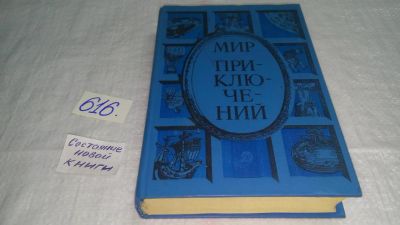 МИР
ПРИ-
КЛЮ-
ЧЕ-
НИЙ
616.
Состояние
новой
книги